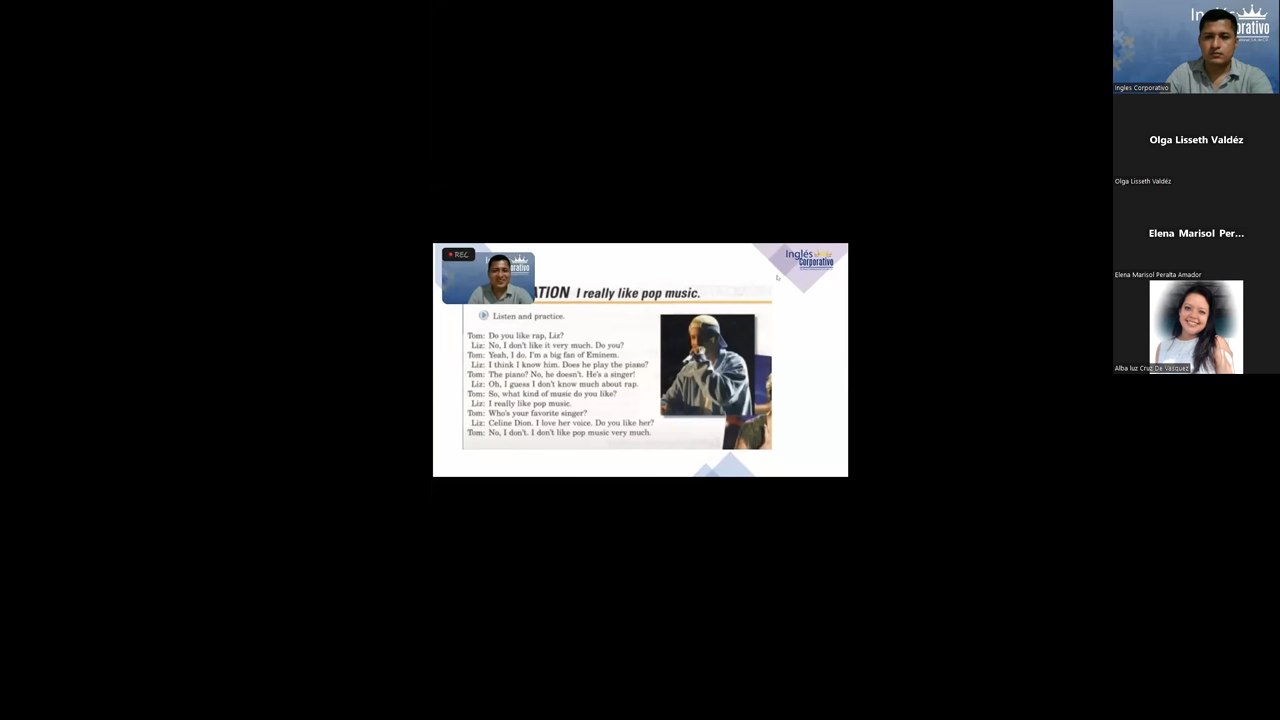 REC
Inglés
Corporativo
ATION I really like pop music.
Listen and practice.
Tom: Do you like rap, Liz?
Liz: No, I don't like it very much. Do you?
Tom: Yeah, I do. I'm a big fan of Eminem.
Liz: I think I know him. Does he play the piano?
Tom: The piano? No, he doesn't. He's a singer!
Liz: Oh, I guess I don't know much about rap.
Tom: So, what kind of music do you like?
Liz: I really like pop music.
Tom: Who's your favorite singer?
Liz: Celine Dion. I love her voice. Do you like her?
Tom: No, I don't. I don't like pop music very much.
Ingles Corporativo
Olga Lisseth Valdéz
Olga Lisseth Valdéz
Elena Marisol Per...
Elena Marisol Peralta Amador
Alba luz Cruz De Vasquez